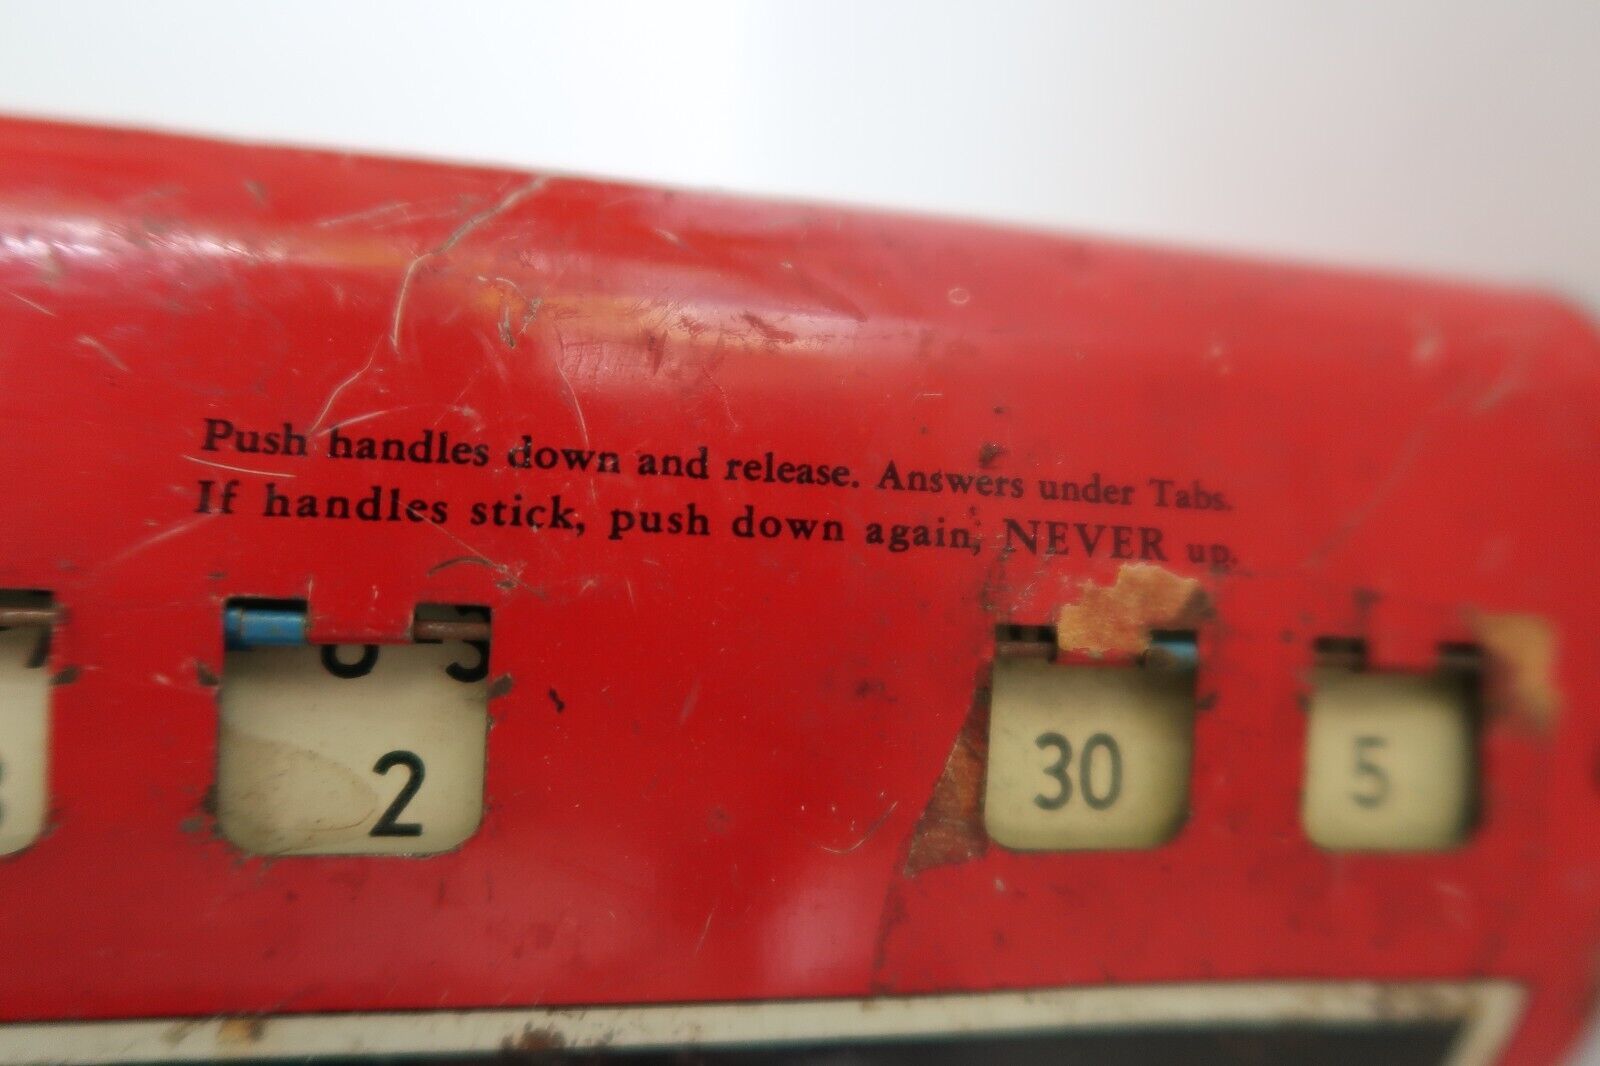 Push handles down and release. Answers under Tabs.
If handles stick, push down again, NEVER up.
2 30 5